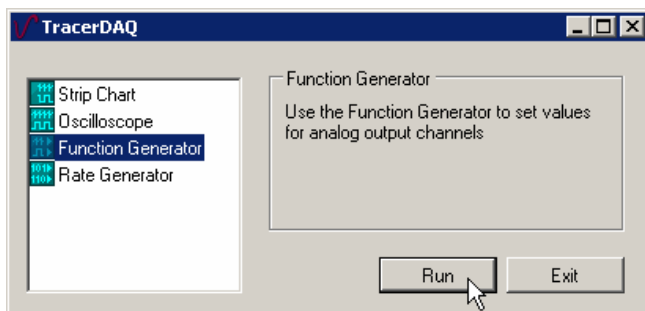 TracerDAQ
Strip Chart
Oscilloscope
Function Generator
Rate Generator
Function Generator
Use the Function Generator to set values
for analog output channels
Run
Exit